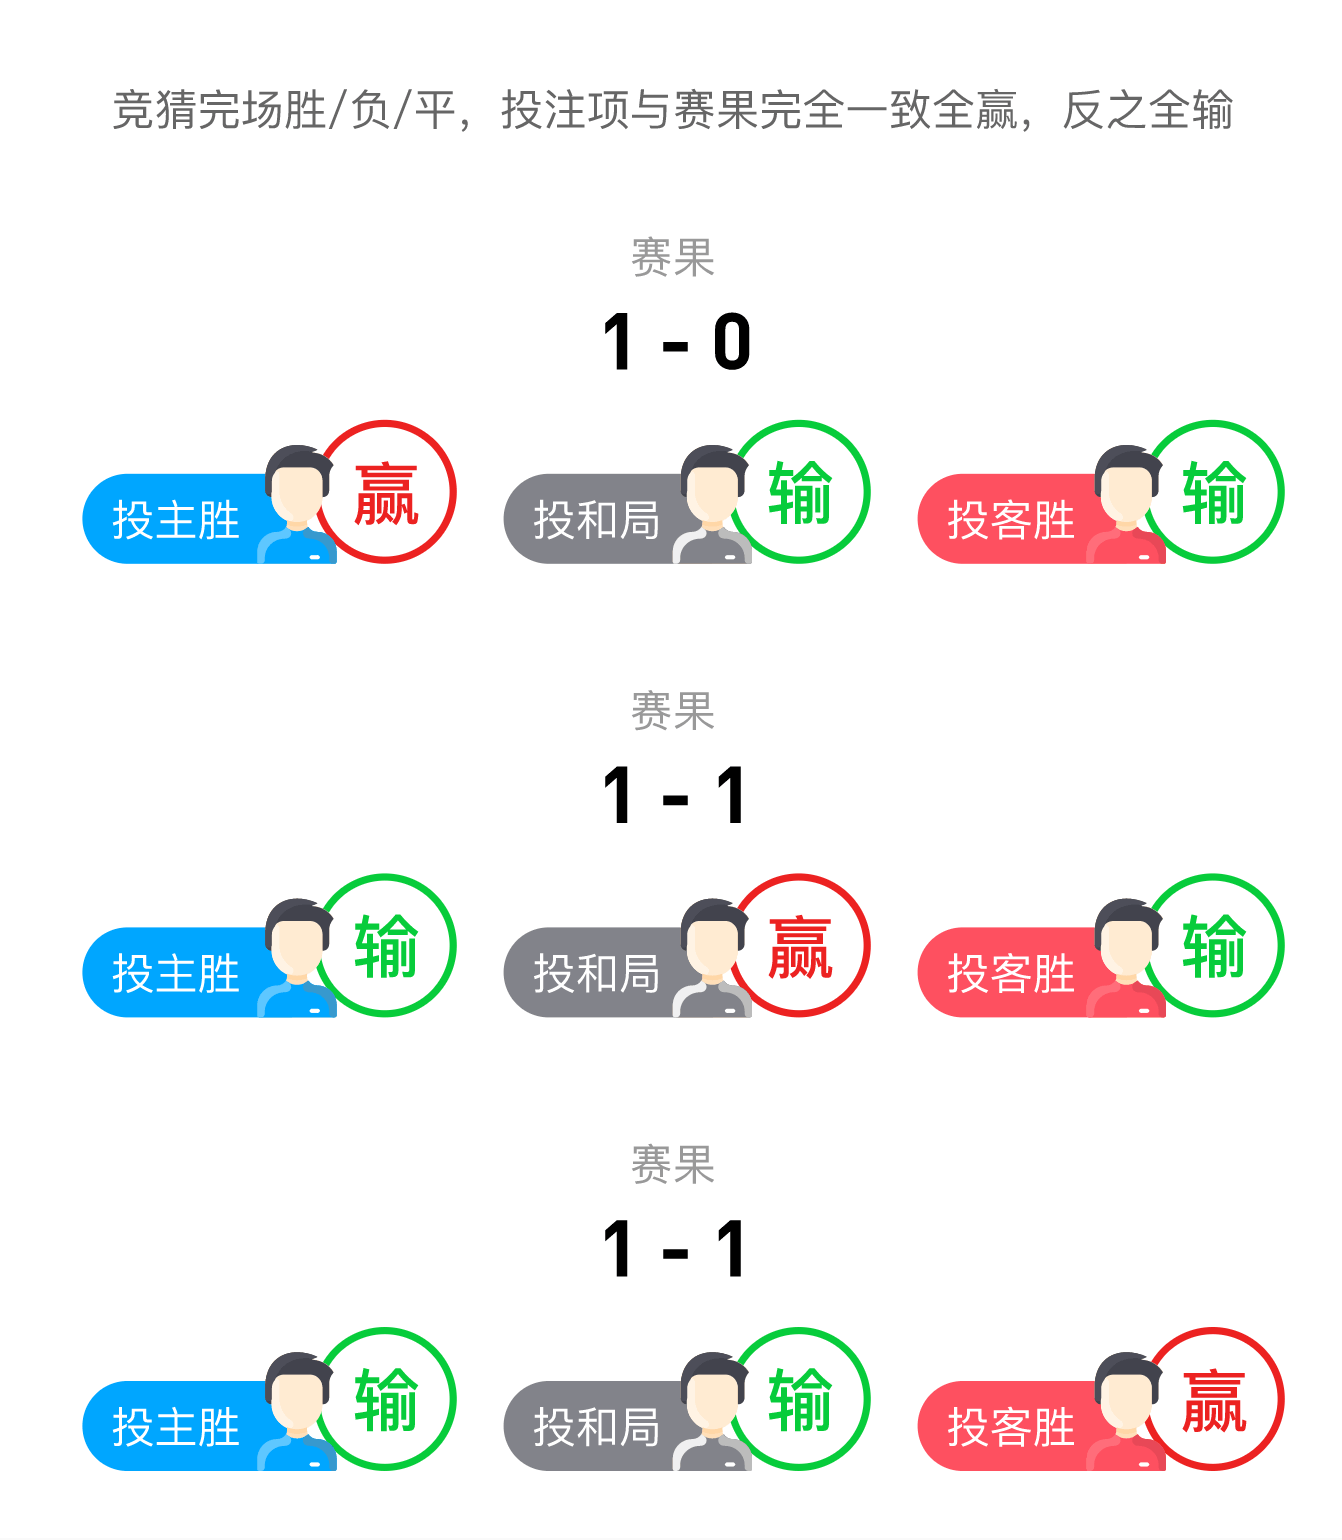 竞猜完场胜/负/平，投注项与赛果完全一致全赢，反之全输
赛果
1 - 0
投主胜 赢 投和局 输 投客胜 输
赛果
1 - 1
投主胜 输 投和局 赢 投客胜 输
赛果
1 - 1
投主胜 输 投和局 输 投客胜 赢